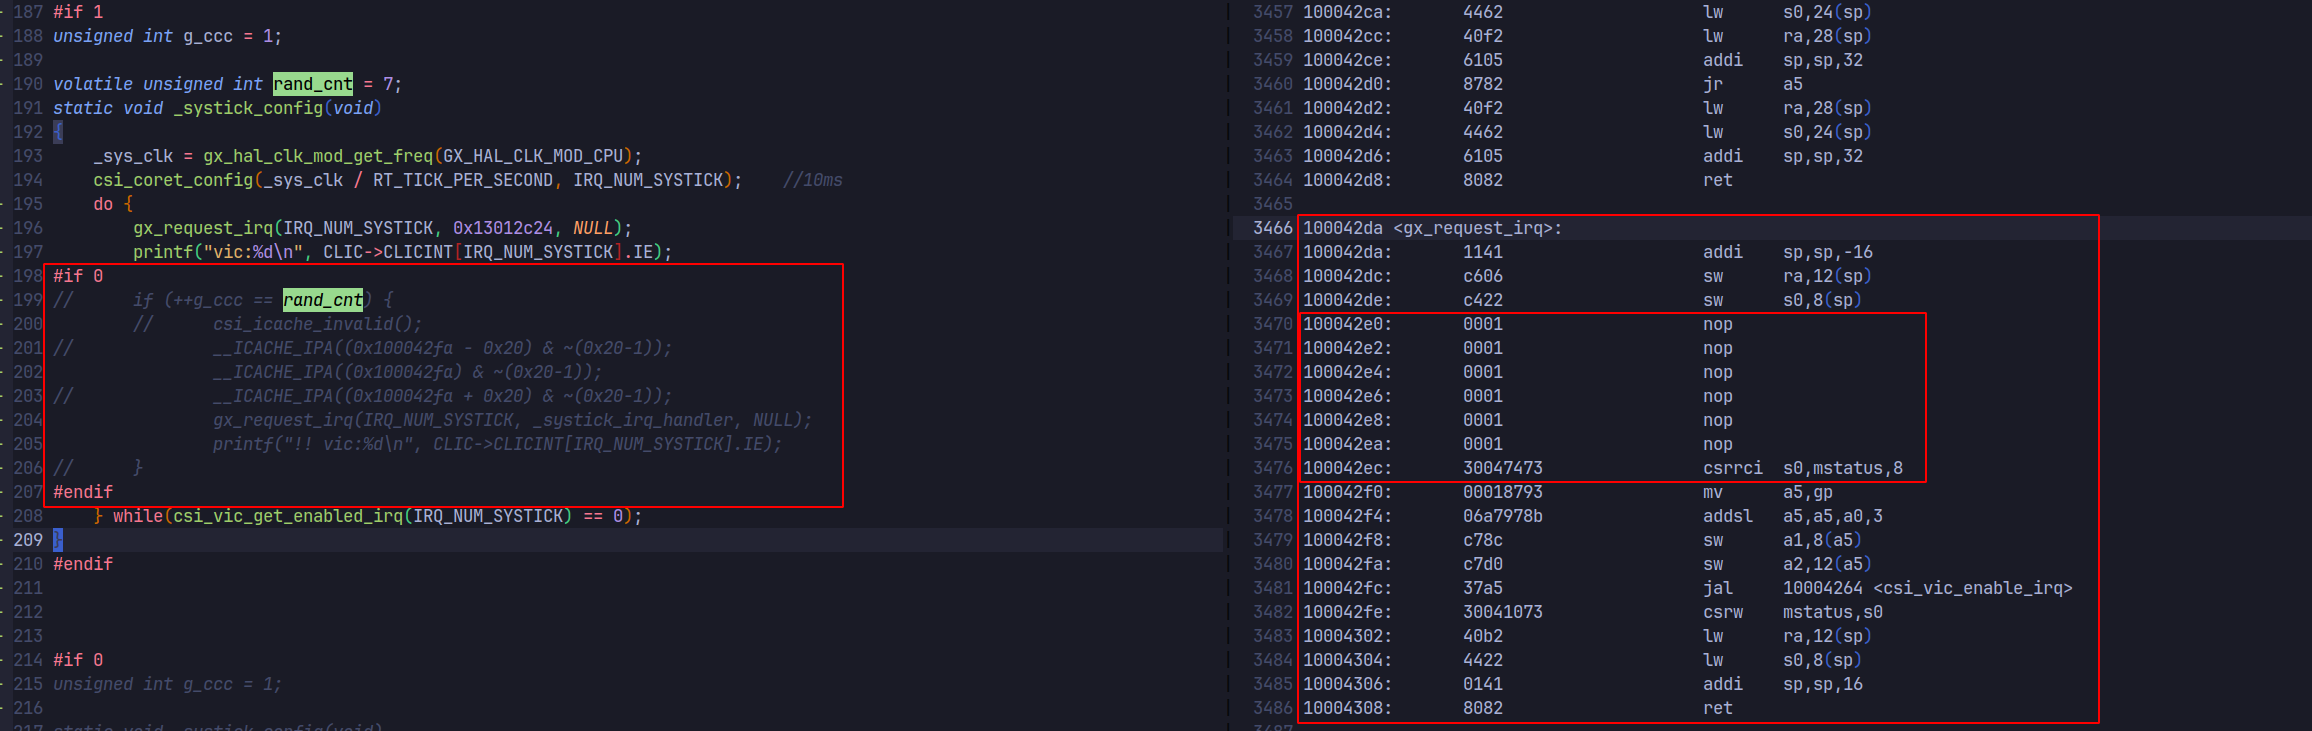 187 #if 1
188 unsigned int g_ccc = 1;
189
190 volatile unsigned int rand_cnt = 7;
191 static void _systick_config(void)
192 {
193     _sys_clk = gx_hal_clk_mod_get_freq(GX_HAL_CLK_MOD_CPU);
194     csi_coret_config(_sys_clk / RT_TICK_PER_SECOND, IRQ_NUM_SYSTICK);    //10ms
195     do {
196         gx_request_irq(IRQ_NUM_SYSTICK, 0x13012c24, NULL);
197         printf("vic:%d\n", CLIC->CLICINT[IRQ_NUM_SYSTICK].IE);
198 #if 0
199 //      if (++g_ccc == rand_cnt) {
200         //      csi_icache_invalid();
201 //              __ICACHE_IPA((0x100042fa - 0x20) & ~(0x20-1));
202                 __ICACHE_IPA((0x100042fa) & ~(0x20-1));
203 //              __ICACHE_IPA((0x100042fa + 0x20) & ~(0x20-1));
204                 gx_request_irq(IRQ_NUM_SYSTICK, _systick_irq_handler, NULL);
205                 printf("!! vic:%d\n", CLIC->CLICINT[IRQ_NUM_SYSTICK].IE);
206 //      }
207 #endif
208     } while(csi_vic_get_enabled_irq(IRQ_NUM_SYSTICK) == 0);
209 }
210 #endif
211
212
213
214 #if 0
215 unsigned int g_ccc = 1;
216
217 static void _systick_config(void)
3457 100042ca:       4462                    lw      s0,24(sp)
3458 100042cc:       40f2                    lw      ra,28(sp)
3459 100042ce:       6105                    addi    sp,sp,32
3460 100042d0:       8782                    jr      a5
3461 100042d2:       40f2                    lw      ra,28(sp)
3462 100042d4:       4462                    lw      s0,24(sp)
3463 100042d6:       6105                    addi    sp,sp,32
3464 100042d8:       8082                    ret
3465
3466 100042da <gx_request_irq>:
3467 100042da:       1141                    addi    sp,sp,-16
3468 100042dc:       c606                    sw      ra,12(sp)
3469 100042de:       c422                    sw      s0,8(sp)
3470 100042e0:       0001                    nop
3471 100042e2:       0001                    nop
3472 100042e4:       0001                    nop
3473 100042e6:       0001                    nop
3474 100042e8:       0001                    nop
3475 100042ea:       0001                    nop
3476 100042ec:       30047473                csrrci  s0,mstatus,8
3477 100042f0:       00018793                mv      a5,gp
3478 100042f4:       06a7978b                addsl   a5,a5,a0,3
3479 100042f8:       c78c                    sw      a1,8(a5)
3480 100042fa:       c7d0                    sw      a2,12(a5)
3481 100042fc:       37a5                    jal     10004264 <csi_vic_enable_irq>
3482 100042fe:       30041073                csrw    mstatus,s0
3483 10004302:       40b2                    lw      ra,12(sp)
3484 10004304:       4422                    lw      s0,8(sp)
3485 10004306:       0141                    addi    sp,sp,16
3486 10004308:       8082                    ret
3487